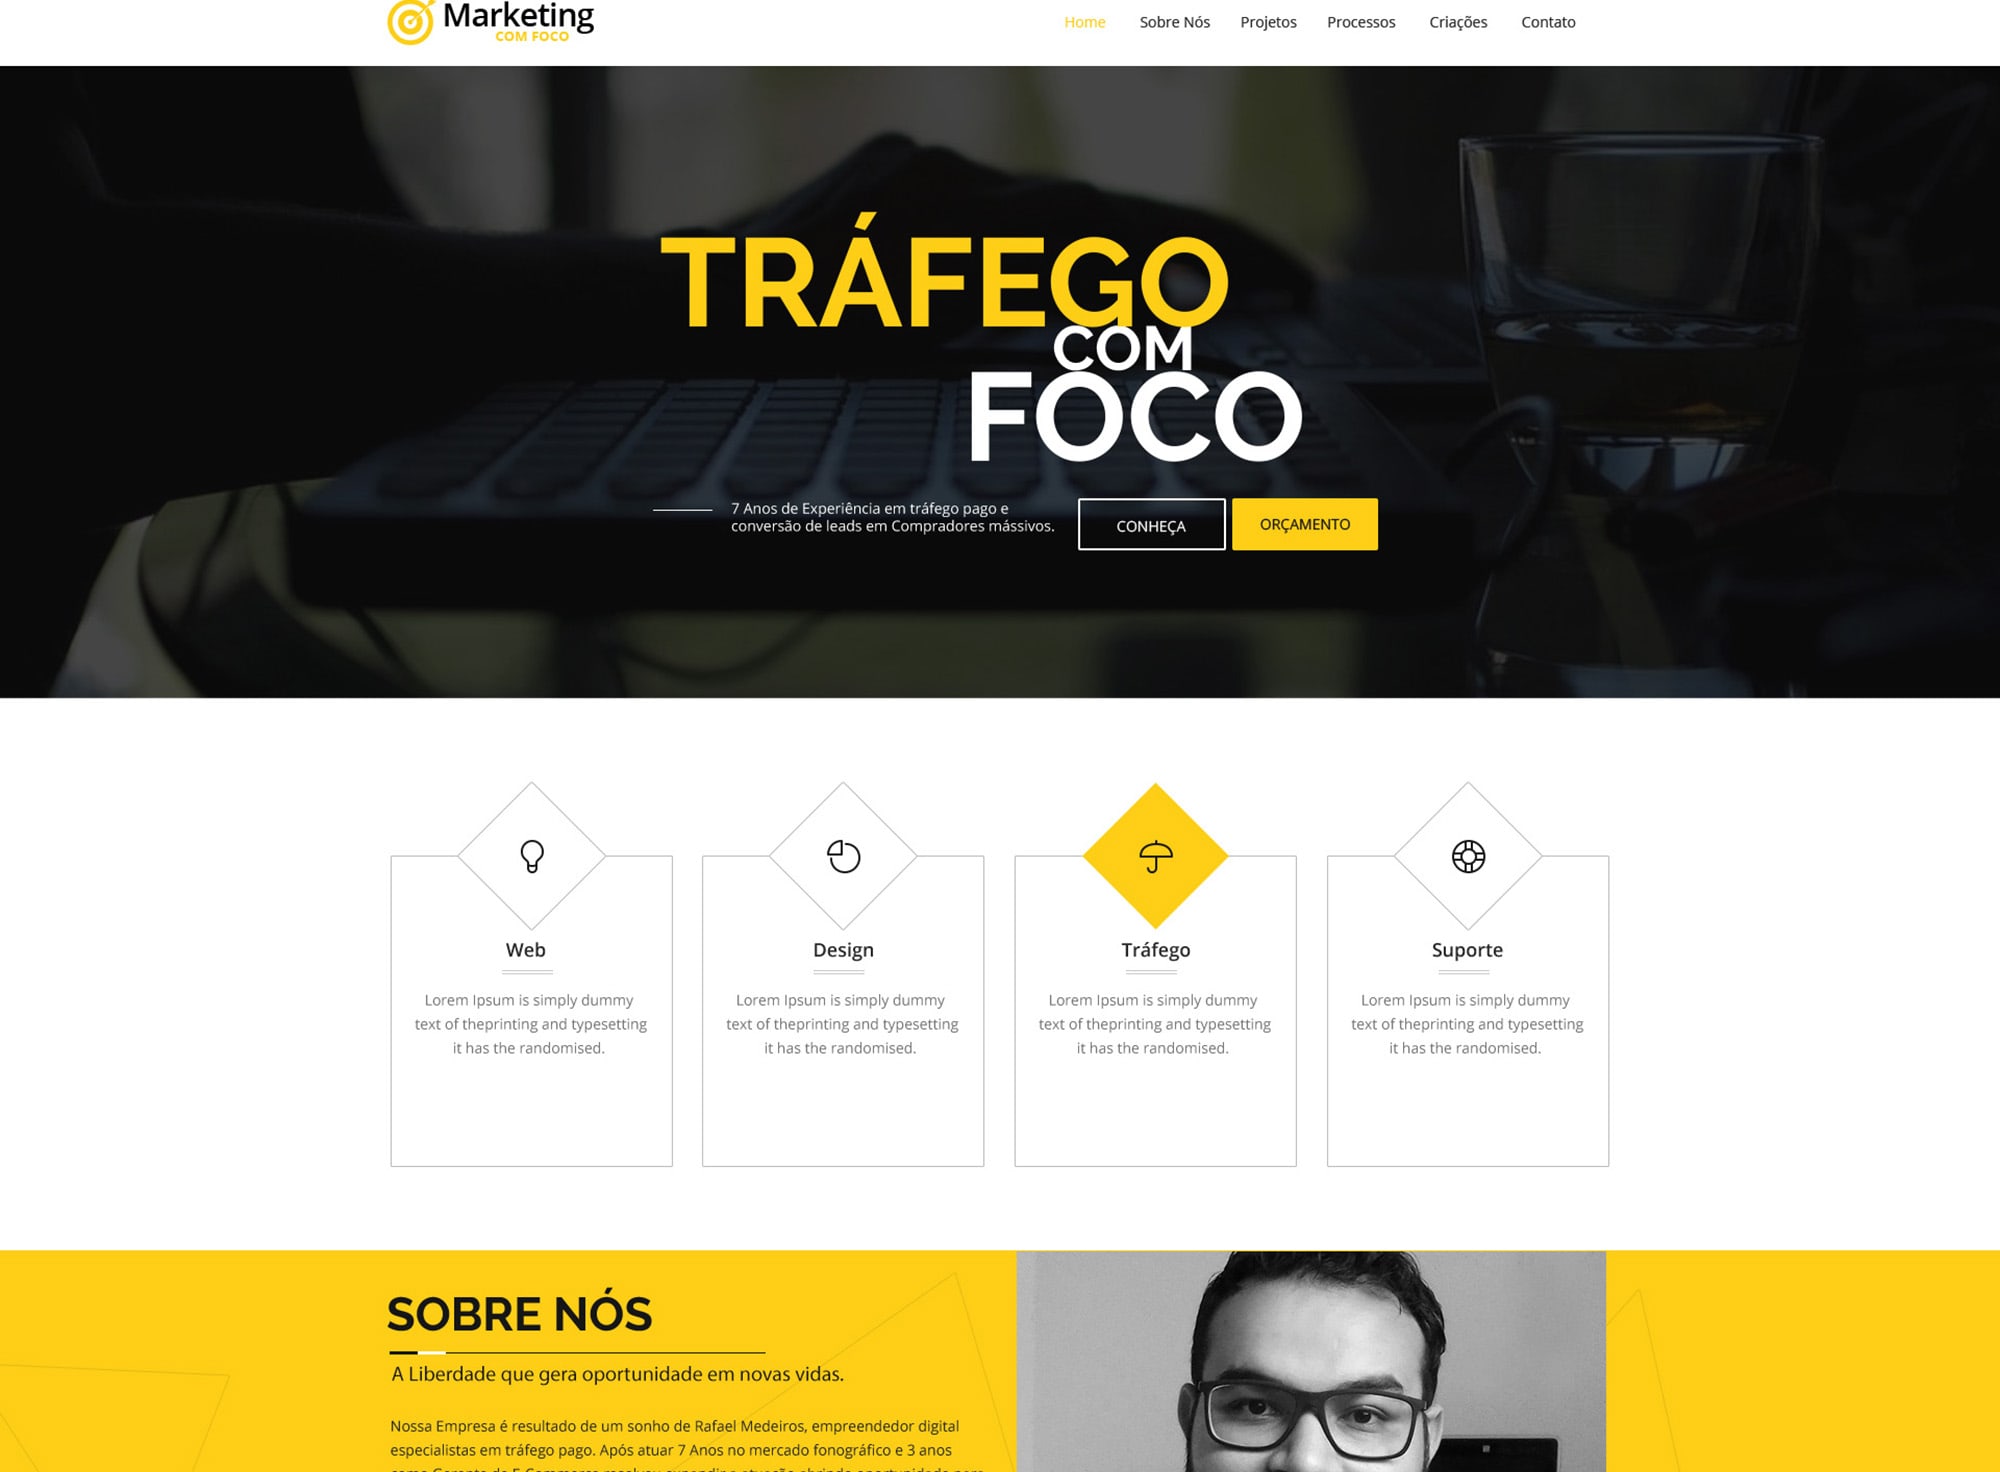 Marketing
COM FOCO
Home Sobre Nós Projetos Processos Criações Contato
TRÁFEGO
COM
FOCO
7 Anos de Experiência em tráfego pago e
conversão de leads em Compradores mássivos.
CONHEÇA
ORÇAMENTO
Web
Lorem Ipsum is simply dummy
text of theprinting and typesetting
it has the randomised.
Design
Lorem Ipsum is simply dummy
text of theprinting and typesetting
it has the randomised.
Tráfego
Lorem Ipsum is simply dummy
text of theprinting and typesetting
it has the randomised.
Suporte
Lorem Ipsum is simply dummy
text of theprinting and typesetting
it has the randomised.
SOBRE NÓS
A Liberdade que gera oportunidade em novas vidas.
Nossa Empresa é resultado de um sonho de Rafael Medeiros, empreendedor digital
especialistas em tráfego pago. Após atuar 7 Anos no mercado fonográfico e 3 anos